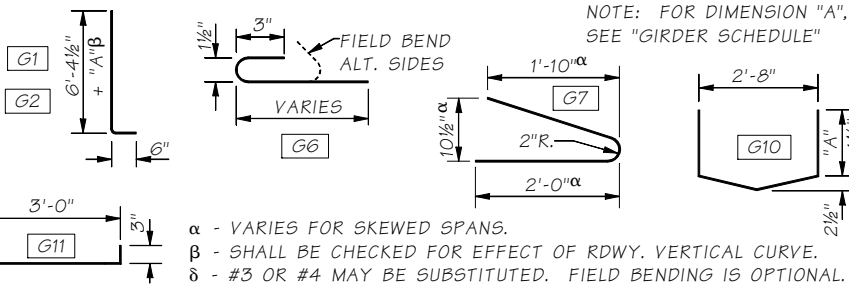 NOTE: FOR DIMENSION "A",
SEE "GIRDER SCHEDULE"
G1
G2
6'-4½"
+ "A"β
6"
1½"
3"
FIELD BEND
ALT. SIDES
VARIES
G6
1'-10"α
G7
10½"α
2"R.
2'-0"α
2'-8"
G10
"A"
2½"
3'-0"
3"
G11
α - VARIES FOR SKEWED SPANS.
β - SHALL BE CHECKED FOR EFFECT OF RDWY. VERTICAL CURVE.
δ - #3 OR #4 MAY BE SUBSTITUTED. FIELD BENDING IS OPTIONAL.